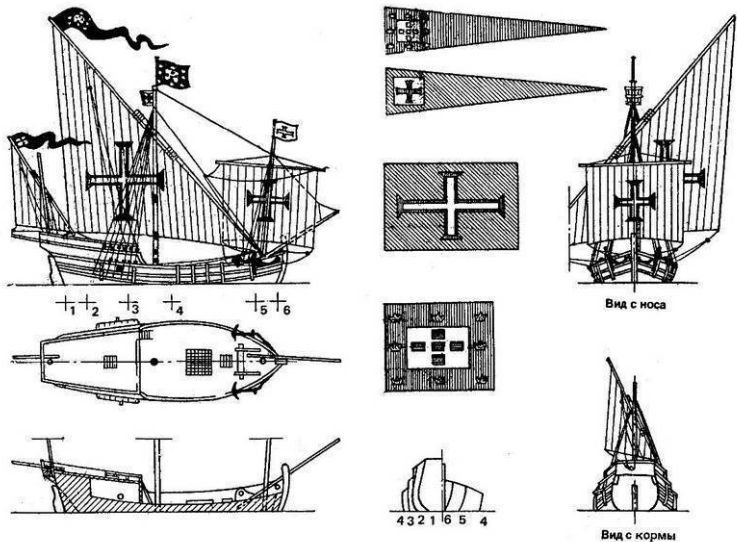 1 2 3 4 5 6
Вид с носа
4 3 2 1 6 5 4
Вид с кормы